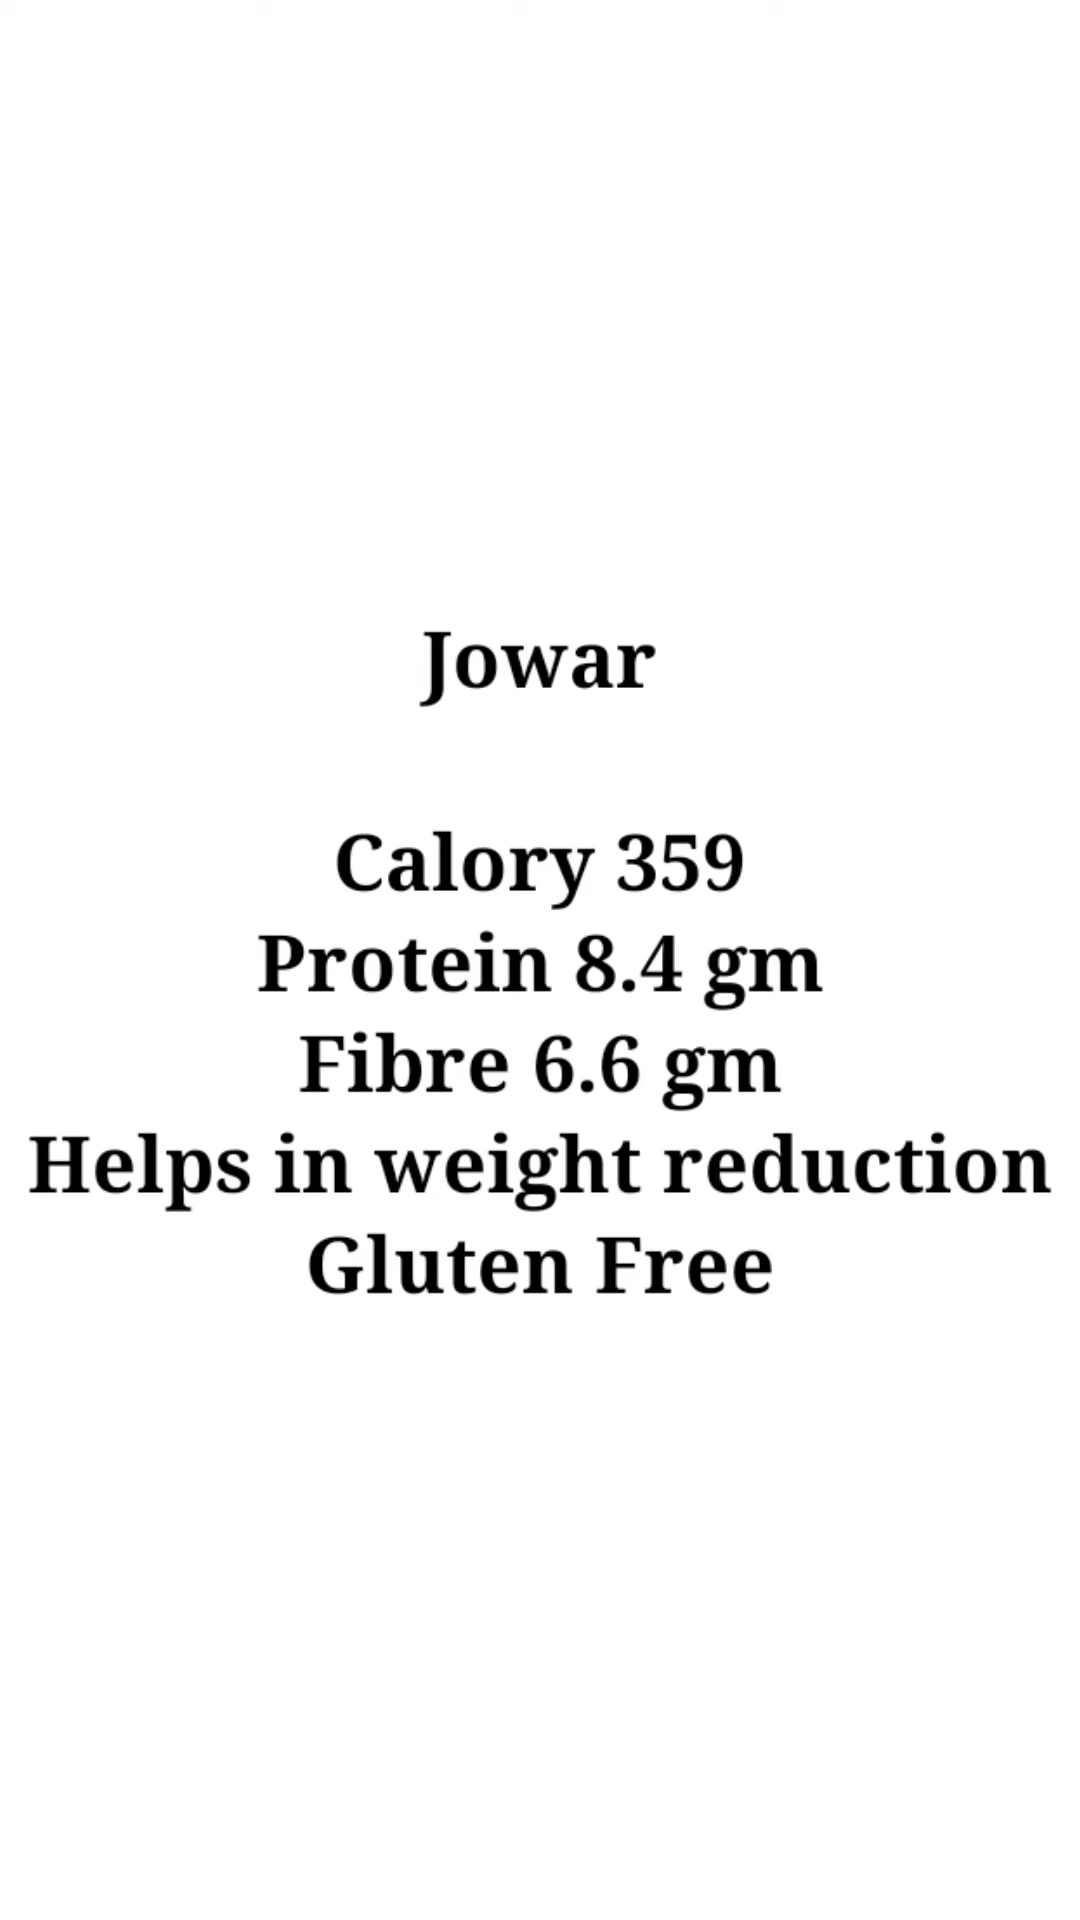 Jowar
Calory 359
Protein 8.4 gm
Fibre 6.6 gm
Helps in weight reduction
Gluten Free